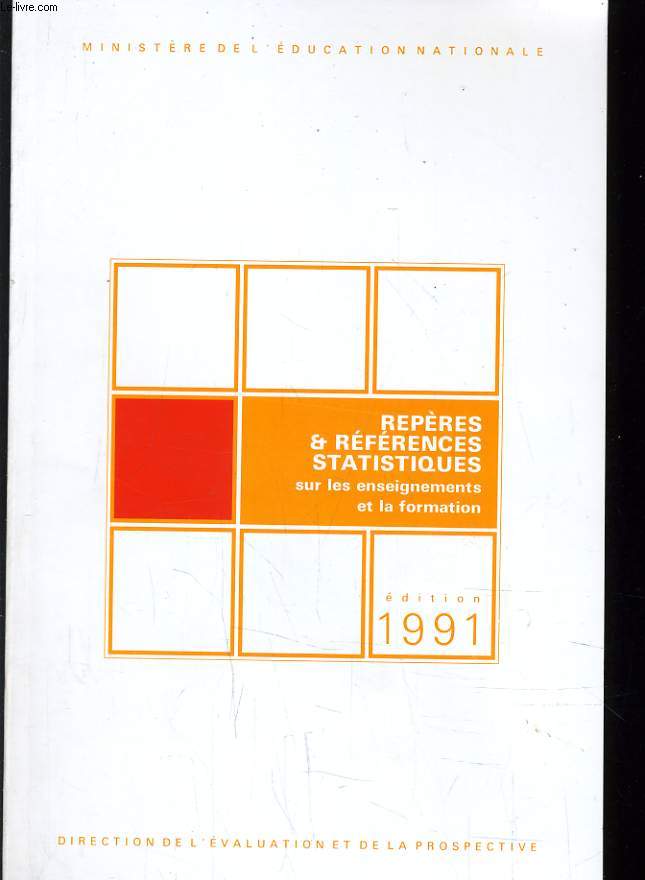 Le-livre.com
MINISTÈRE DE L'ÉDUCATION NATIONALE
REPÈRES
& RÉFÉRENCES
STATISTIQUES
sur les enseignements
et la formation
édition
1991
DIRECTION DE L'ÉVALUATION ET DE LA PROSPECTIVE